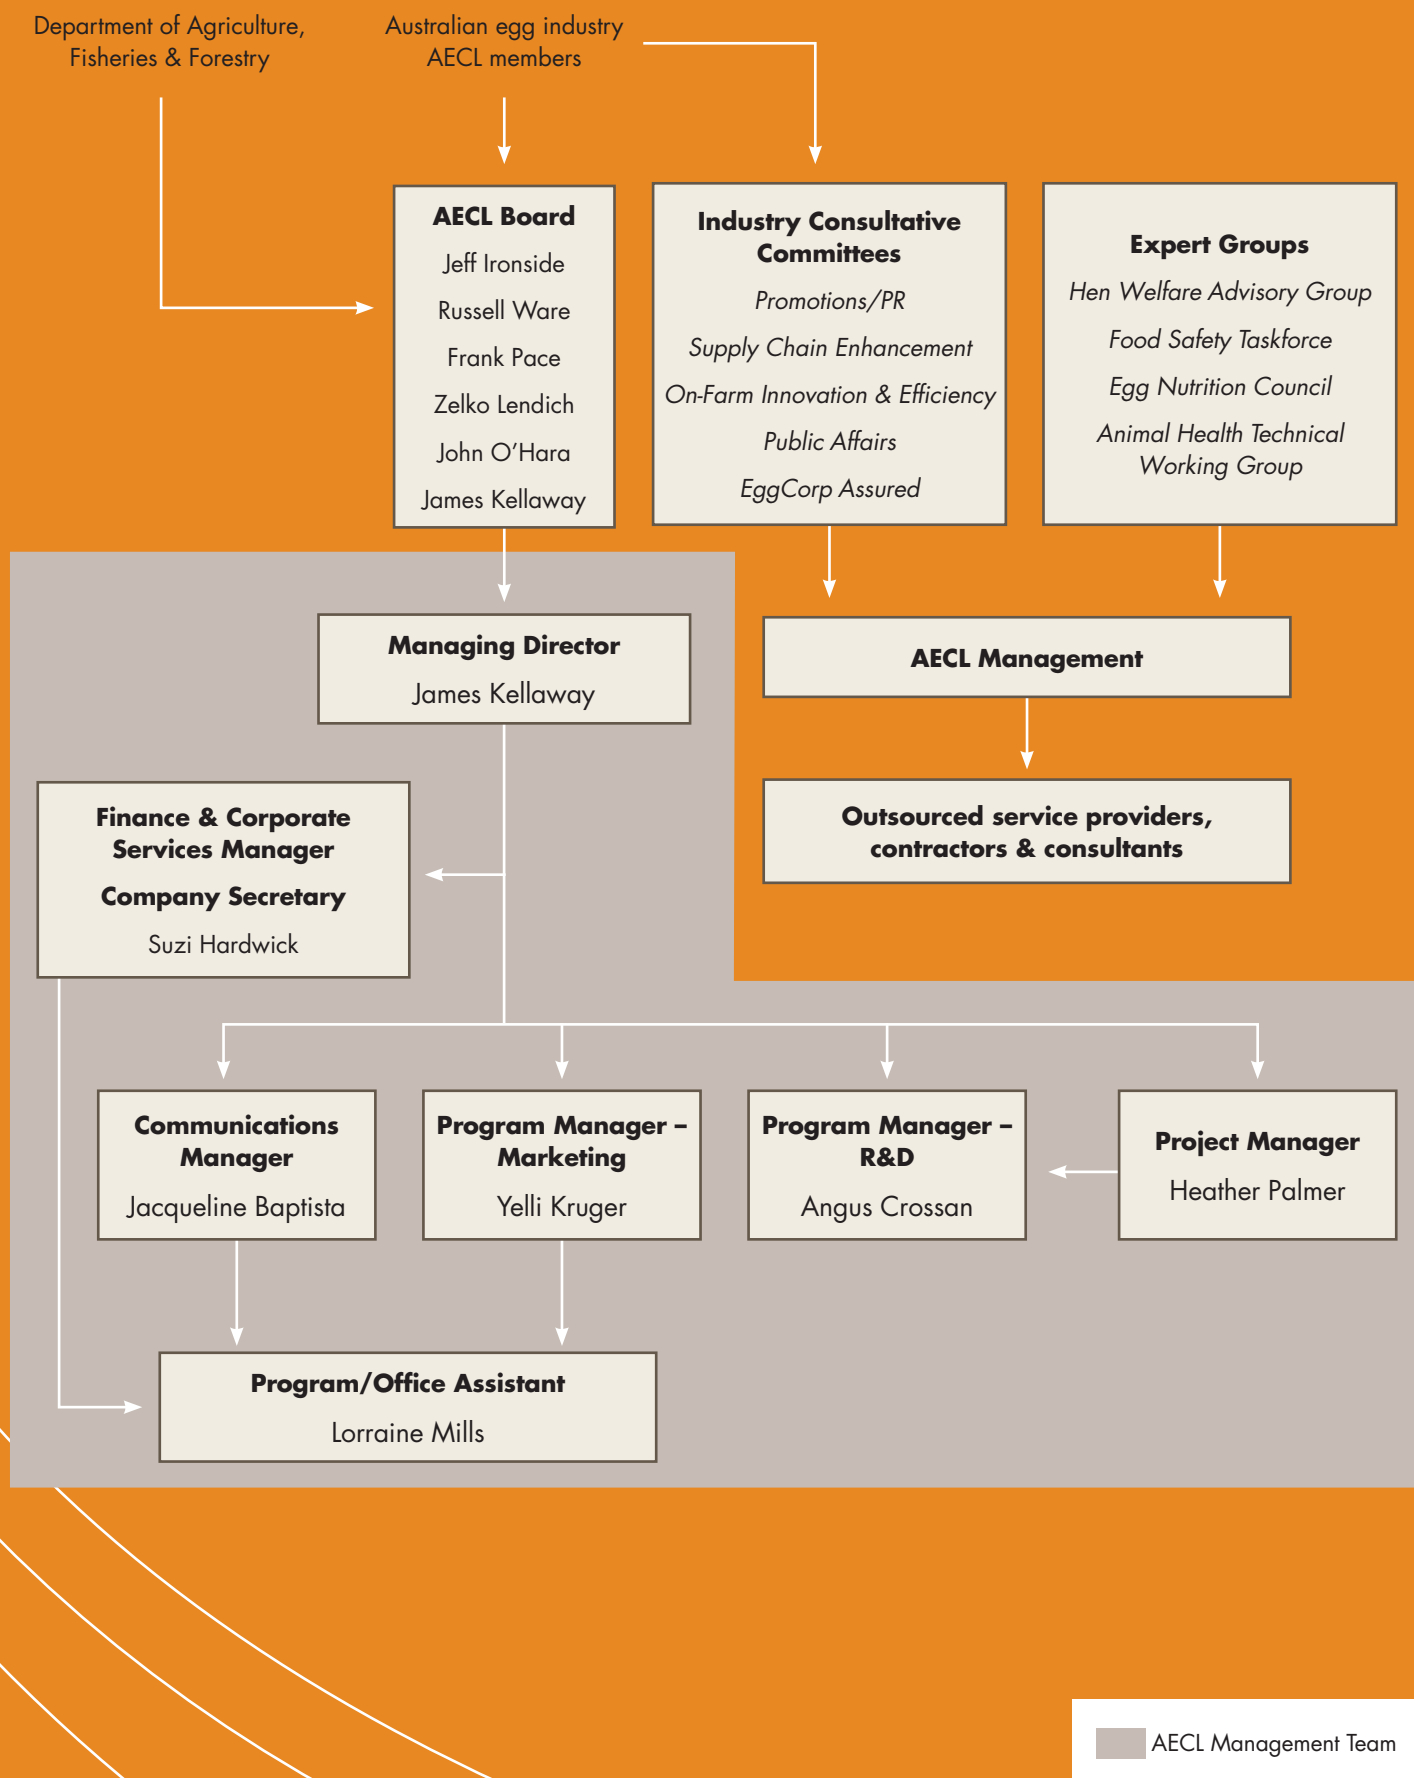 Department of Agriculture,
Fisheries & Forestry
Australian egg industry
AECL members
AECL Board
Jeff Ironside
Russell Ware
Frank Pace
Zelko Lendich
John O'Hara
James Kellaway
Industry Consultative
Committees
Promotions/PR
Supply Chain Enhancement
On-Farm Innovation & Efficiency
Public Affairs
EggCorp Assured
Expert Groups
Hen Welfare Advisory Group
Food Safety Taskforce
Egg Nutrition Council
Animal Health Technical
Working Group
Managing Director
James Kellaway
AECL Management
Outsourced service providers,
contractors & consultants
Finance & Corporate
Services Manager
Company Secretary
Suzi Hardwick
Communications
Manager
Jacqueline Baptista
Program Manager –
Marketing
Yelli Kruger
Program Manager –
R&D
Angus Crossan
Project Manager
Heather Palmer
Program/Office Assistant
Lorraine Mills
AECL Management Team